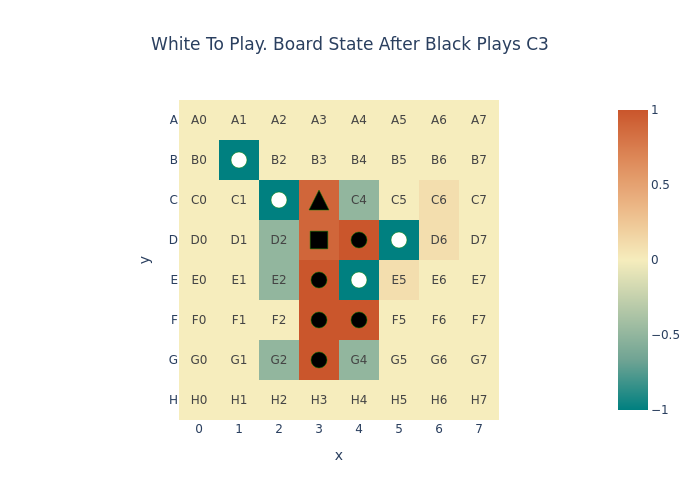 White To Play. Board State After Black Plays C3
A A0 A1 A2 A3 A4 A5 A6 A7
B B0 B2 B3 B4 B5 B6 B7
C C0 C1 C4 C5 C6 C7
D D0 D1 D2 D6 D7
E E0 E1 E2 E5 E6 E7
F F0 F1 F2 F5 F6 F7
G G0 G1 G2 G4 G5 G6 G7
H H0 H1 H2 H3 H4 H5 H6 H7
0 1 2 3 4 5 6 7
x
y
1
0.5
0
−0.5
−1